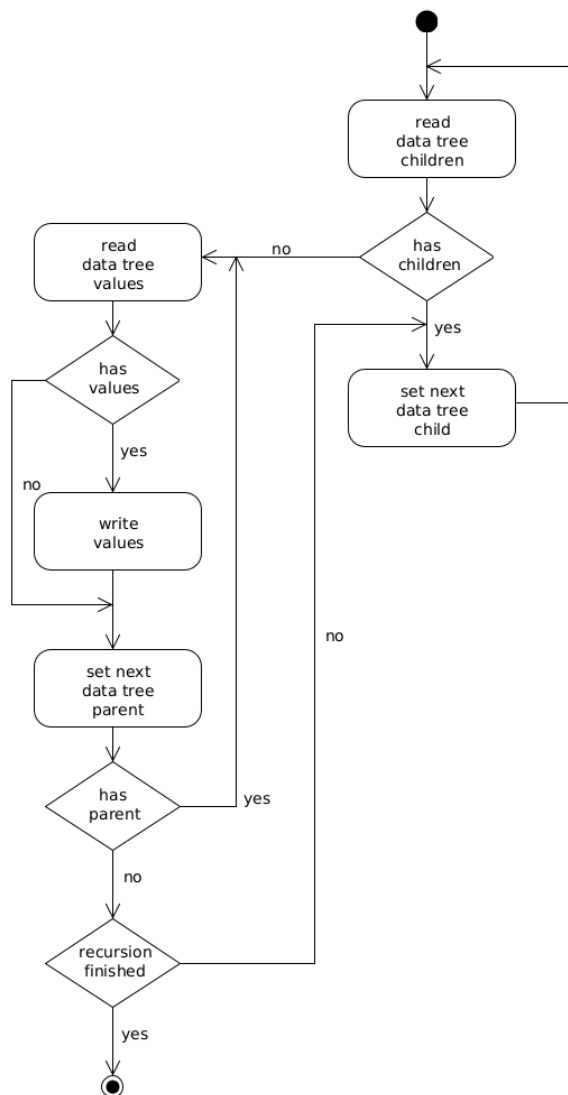 read
data tree
children
has
children
no
yes
set next
data tree
child
read
data tree
values
has
values
yes
no
write
values
set next
data tree
parent
has
parent
yes
no
no
recursion
finished
yes